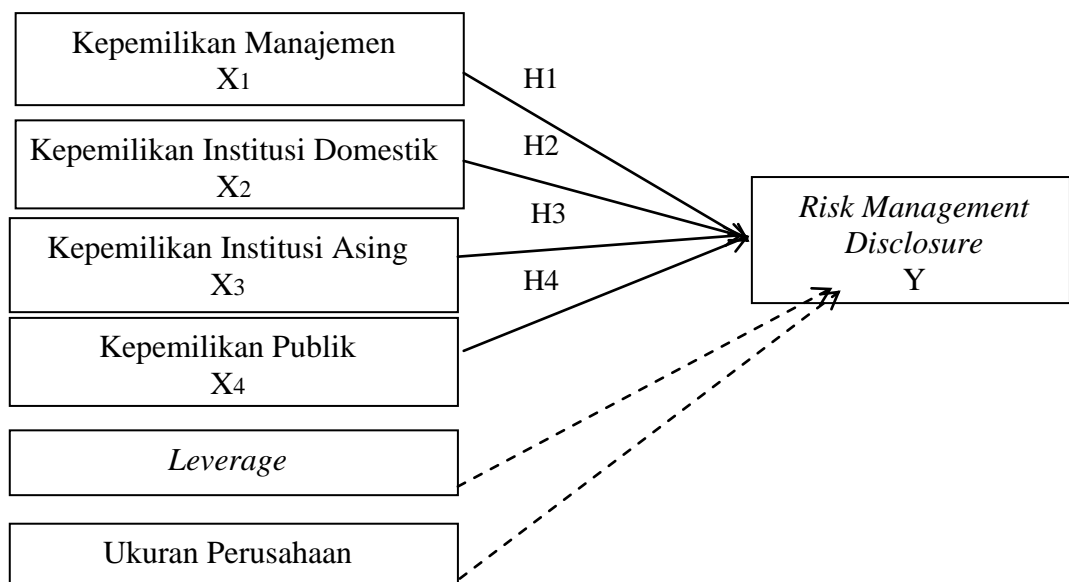 Kepemilikan Manajemen
X1
H1
Kepemilikan Institusi Domestik
X2
H2
Kepemilikan Institusi Asing
X3
H3
Kepemilikan Publik
X4
H4
Leverage
Ukuran Perusahaan
Risk Management
Disclosure
Y